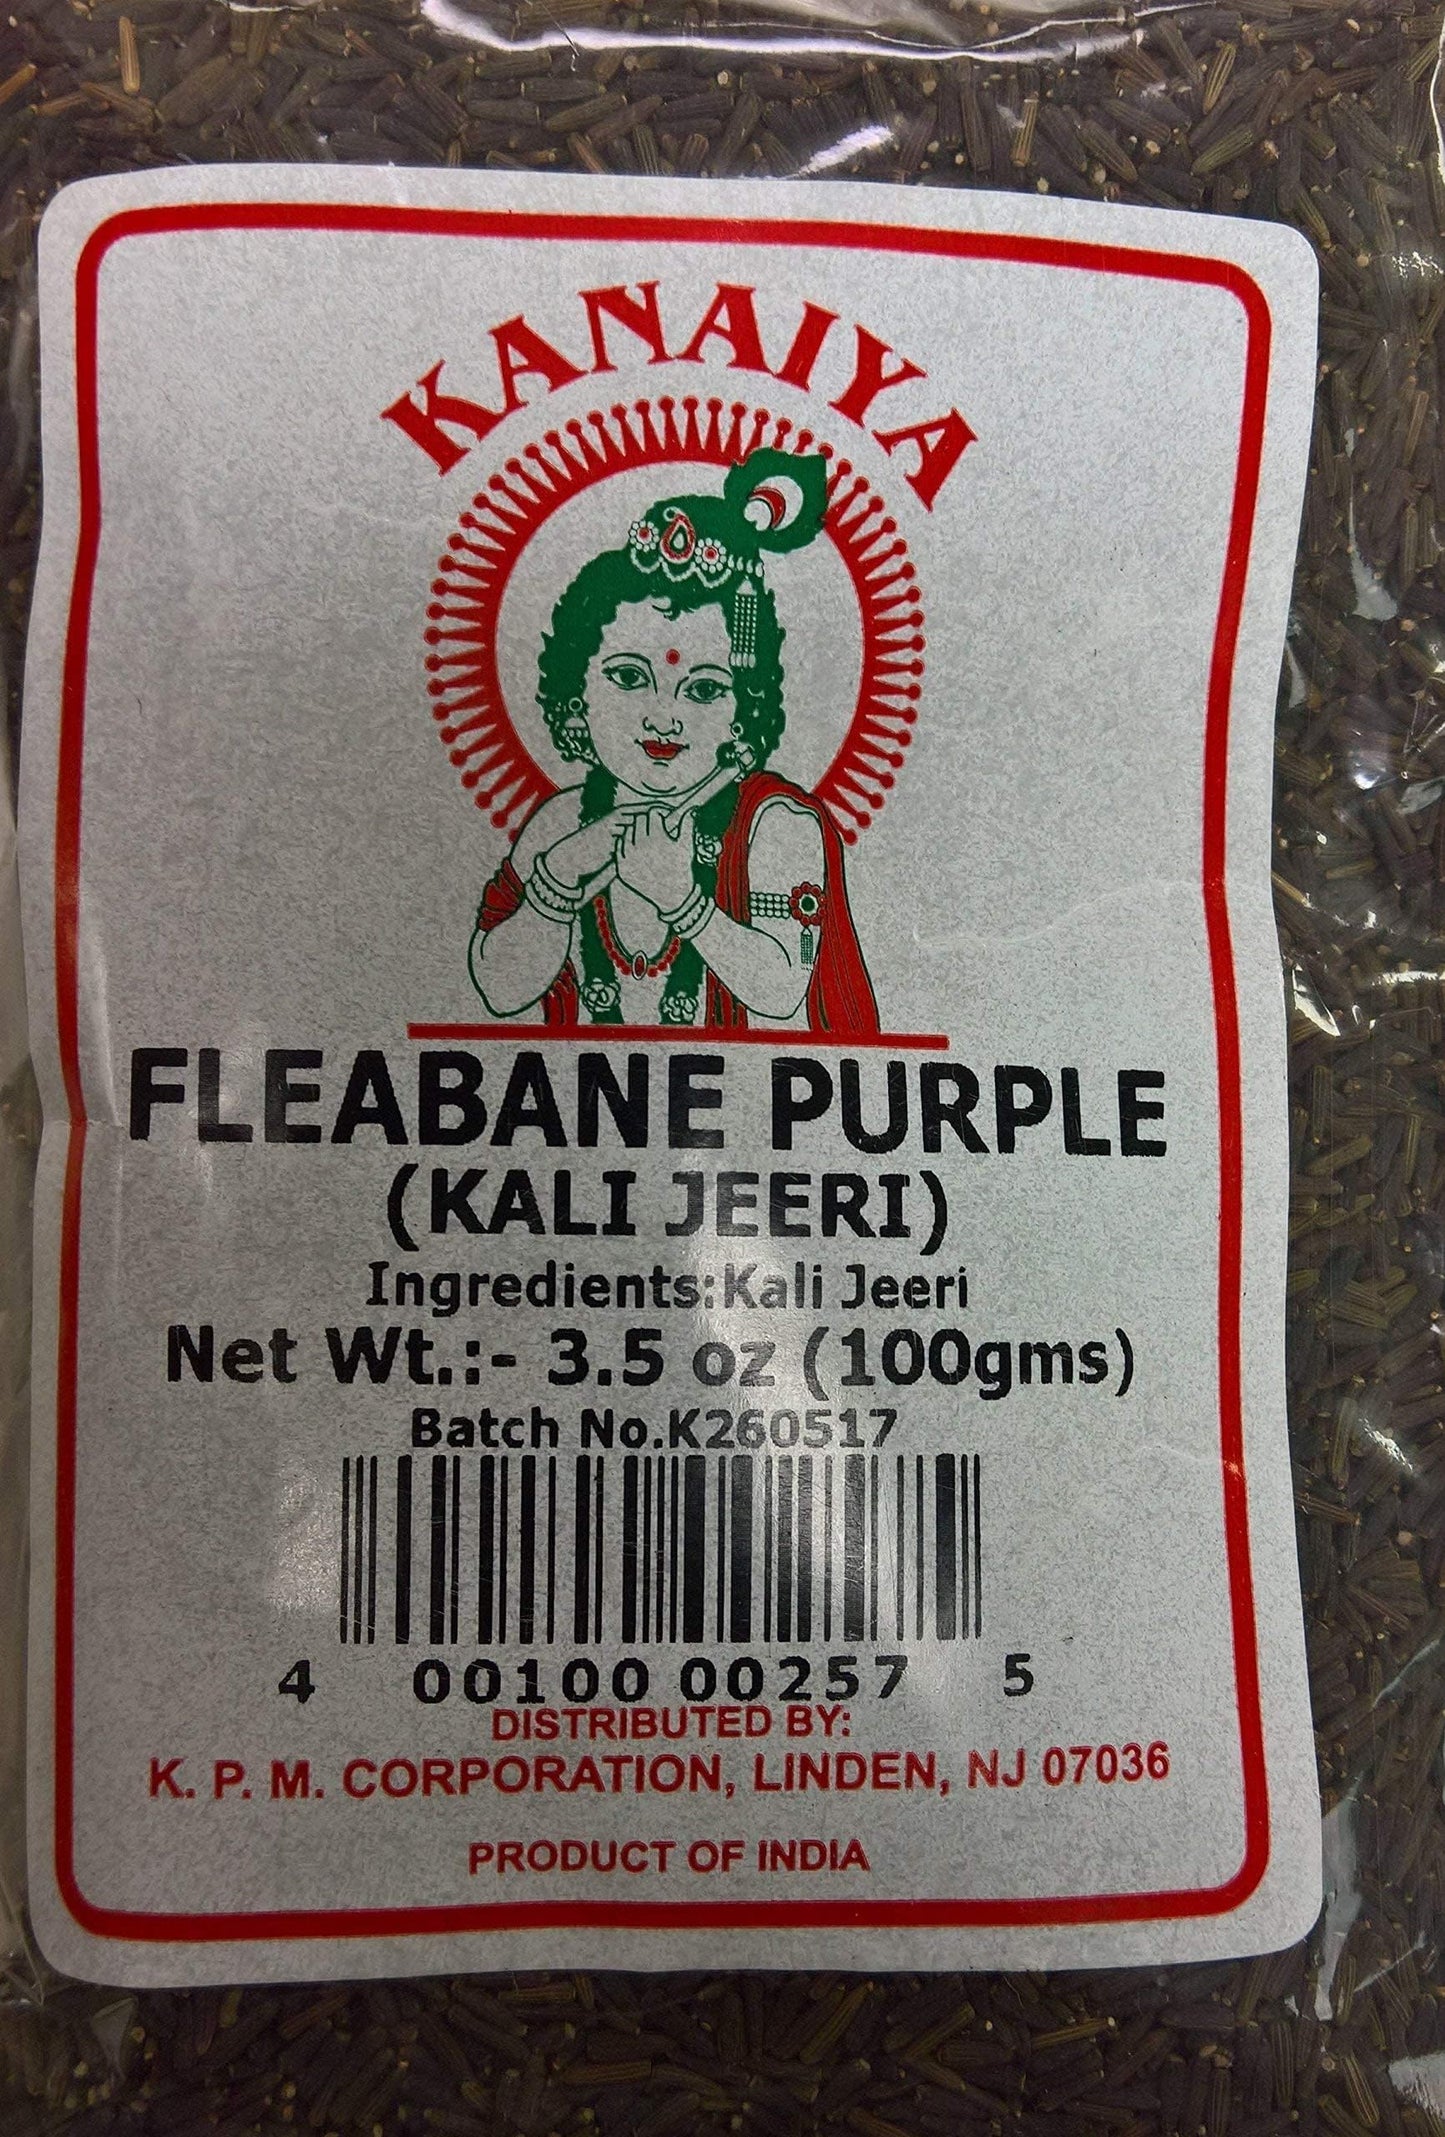 KANAIYA
FLEABANE PURPLE
(KALI JEERI)
Ingredients:Kali Jeeri
Net Wt.:- 3.5 oz (100gms)
Batch No.K260517
4 00100 00257 5
DISTRIBUTED BY:
K. P. M. CORPORATION, LINDEN, NJ 07036
PRODUCT OF INDIA